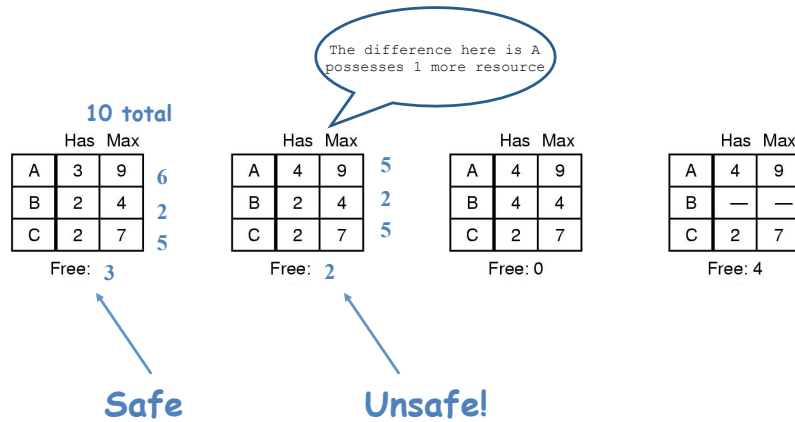 The difference here is A
possesses 1 more resource
10 total
Has Max
A 3 9 6
B 2 4 2
C 2 7 5
Free: 3
Safe
Has Max
A 4 9 5
B 2 4 2
C 2 7 5
Free: 2
Unsafe!
Has Max
A 4 9
B 4 4
C 2 7
Free: 0
Has Max
A 4 9
B — —
C 2 7
Free: 4